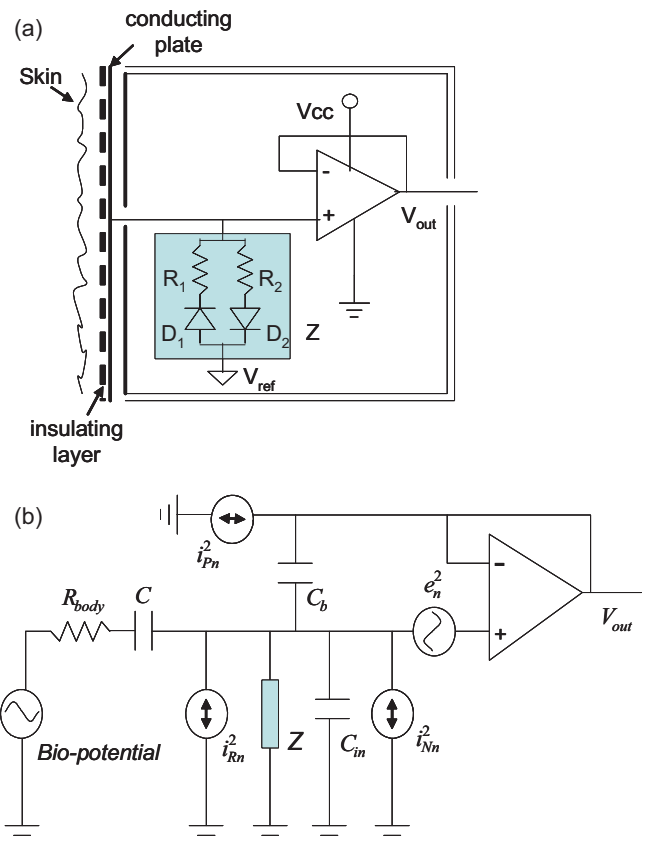 (a)
conducting
plate
Skin
Vcc
-
+
V_out
R_1
R_2
D_1
D_2
Z
V_ref
insulating
layer
(b)
i_Pn^2
-
R_body
C
C_b
e_n^2
+
V_out
Bio-potential
i_Rn^2
Z
C_in
i_Nn^2